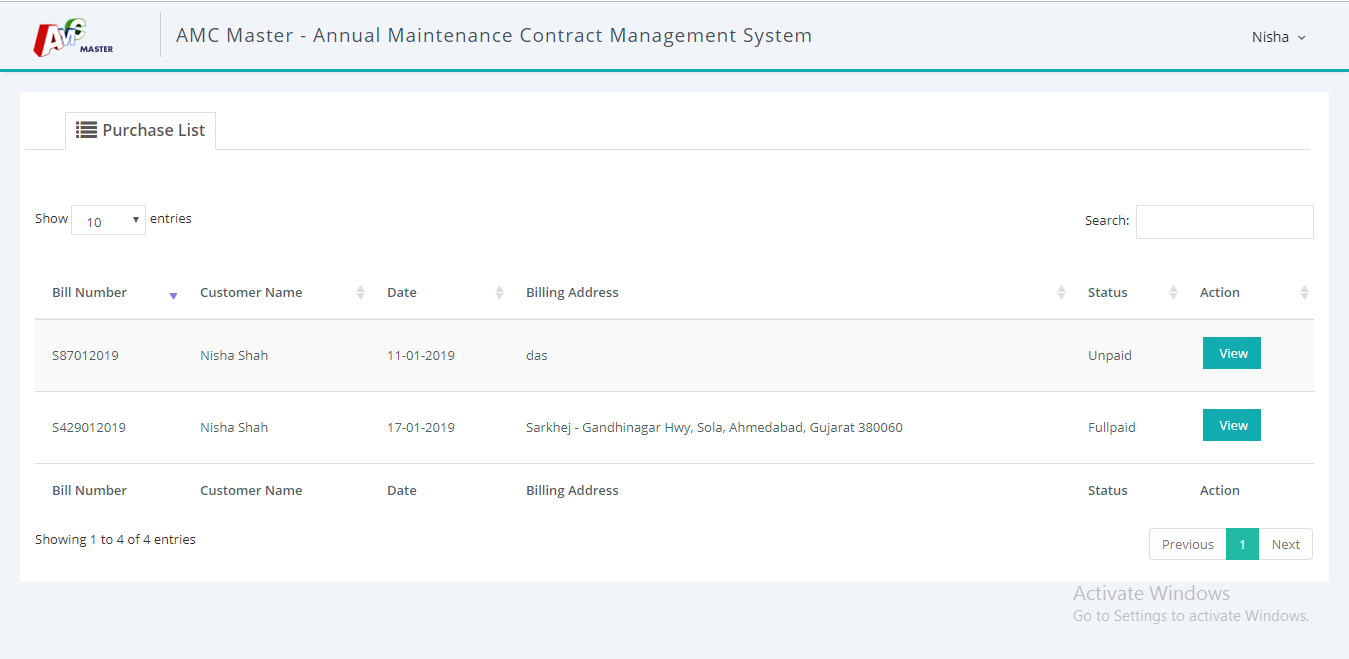 AMC MASTER
AMC Master - Annual Maintenance Contract Management System
Nisha
Purchase List
Show 10 entries
Search:
Bill Number Customer Name Date Billing Address Status Action
S87012019 Nisha Shah 11-01-2019 das Unpaid View
S429012019 Nisha Shah 17-01-2019 Sarkhej - Gandhinagar Hwy, Sola, Ahmedabad, Gujarat 380060 Fullpaid View
Bill Number Customer Name Date Billing Address Status Action
Showing 1 to 4 of 4 entries
Previous 1 Next
Activate Windows
Go to Settings to activate Windows.